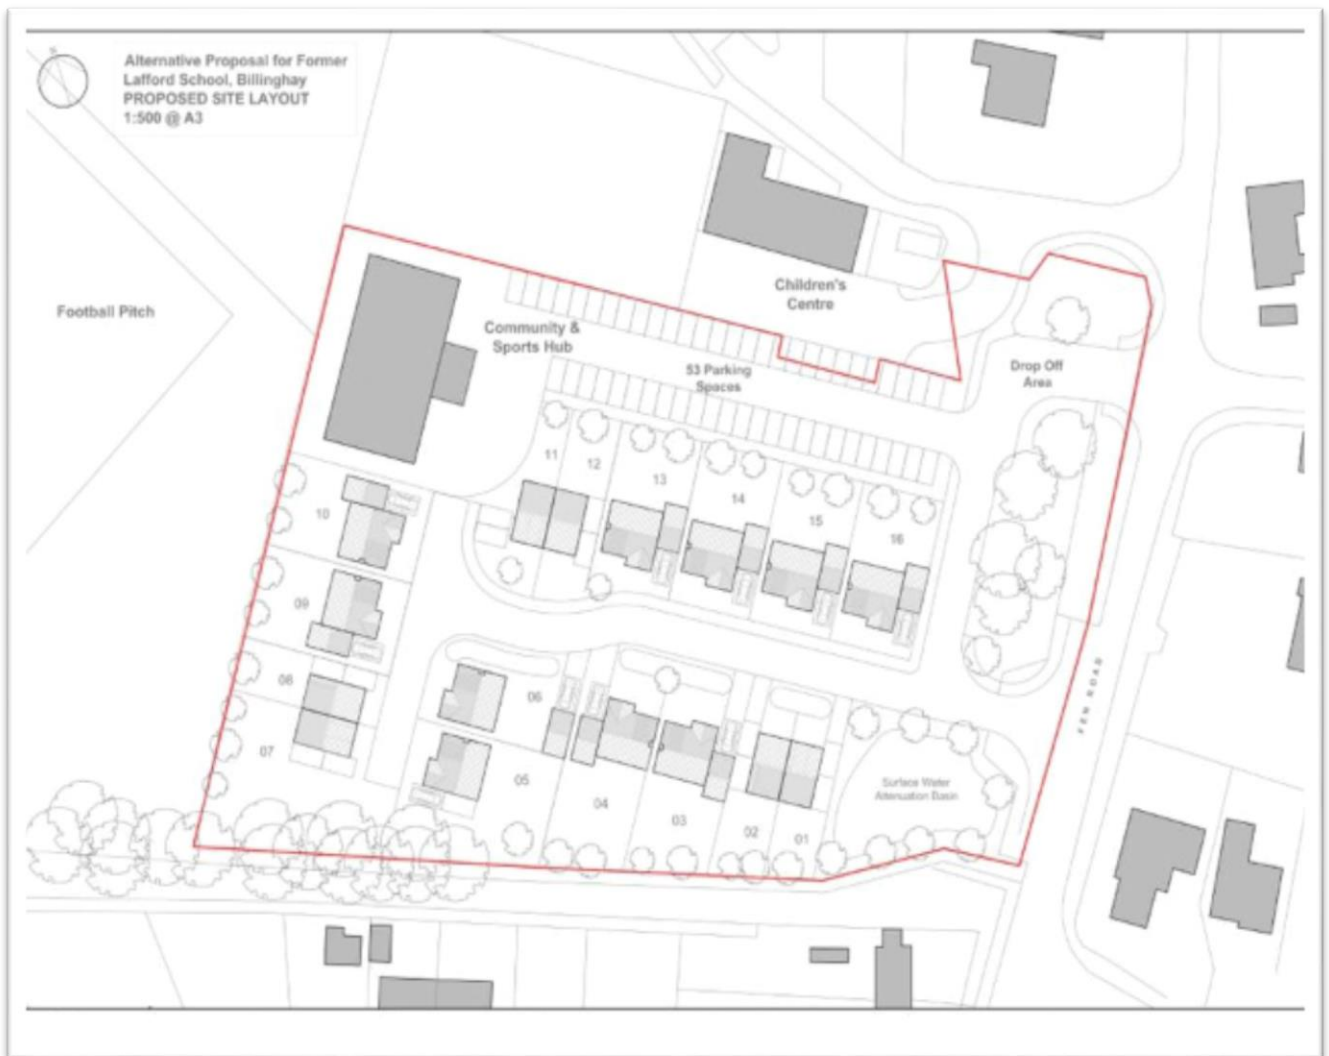 N
Alternative Proposal for Former
Lafford School, Billinghay
PROPOSED SITE LAYOUT
1:500 @ A3
Football Pitch
Children's
Centre
Community &
Sports Hub
53 Parking
Spaces
Drop Off
Area
11
12
13
14
15
16
10
09
08
07
06
05
04
03
02
01
Surface Water
Attenuation Basin
FEN ROAD